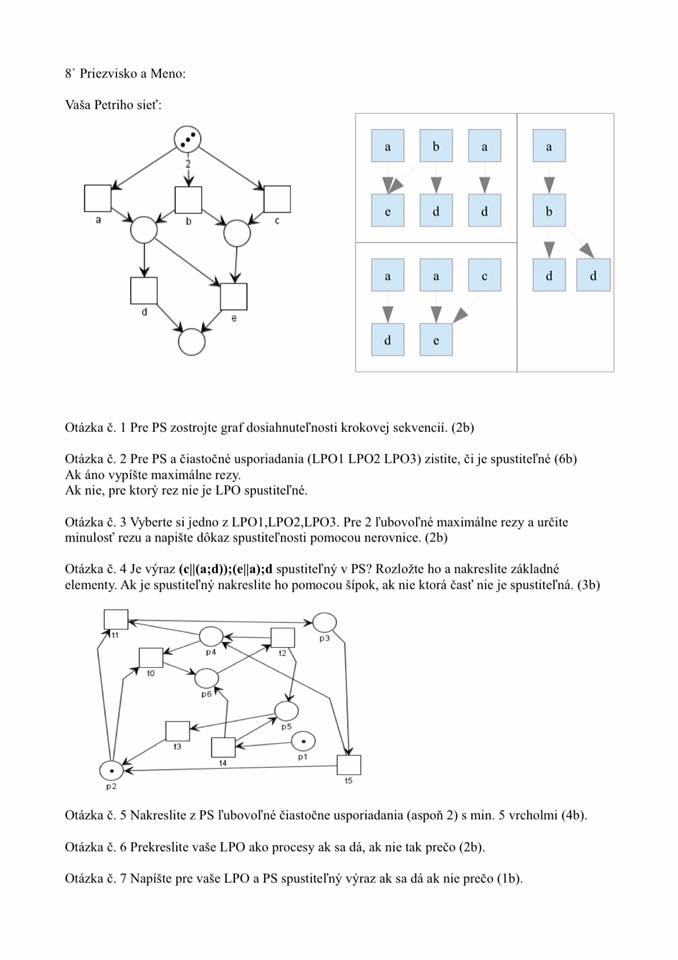 8` Priezvisko a Meno:
Vaša Petriho sieť:
2
a
b
c
d
e
a b a
e d d
a a c
d e
a
b
d d
Otázka č. 1 Pre PS zostrojte graf dosiahnuteľnosti krokovej sekvencií. (2b)
Otázka č. 2 Pre PS a čiastočné usporiadania (LPO1 LPO2 LPO3) zistite, či je spustiteľné (6b)
Ak áno vypíšte maximálne rezy.
Ak nie, pre ktorý rez nie je LPO spustiteľné.
Otázka č. 3 Vyberte si jedno z LPO1,LPO2,LPO3. Pre 2 ľubovoľné maximálne rezy a určite
minulosť rezu a napište dôkaz spustiteľnosti pomocou nerovnice. (2b)
Otázka č. 4 Je výraz (c||(a;d));(e||a);d spustiteľný v PS? Rozložte ho a nakreslite základné
elementy. Ak je spustiteľný nakreslite ho pomocou šípok, ak nie ktorá časť nie je spustiteľná. (3b)
t1
p3
p4
t2
t0
p6
p5
t3
t4
p1
p2
t5
Otázka č. 5 Nakreslite z PS ľubovoľné čiastočne usporiadania (aspoň 2) s min. 5 vrcholmi (4b).
Otázka č. 6 Prekreslite vaše LPO ako procesy ak sa dá, ak nie tak prečo (2b).
Otázka č. 7 Napíšte pre vaše LPO a PS spustiteľný výraz ak sa dá ak nie prečo (1b).